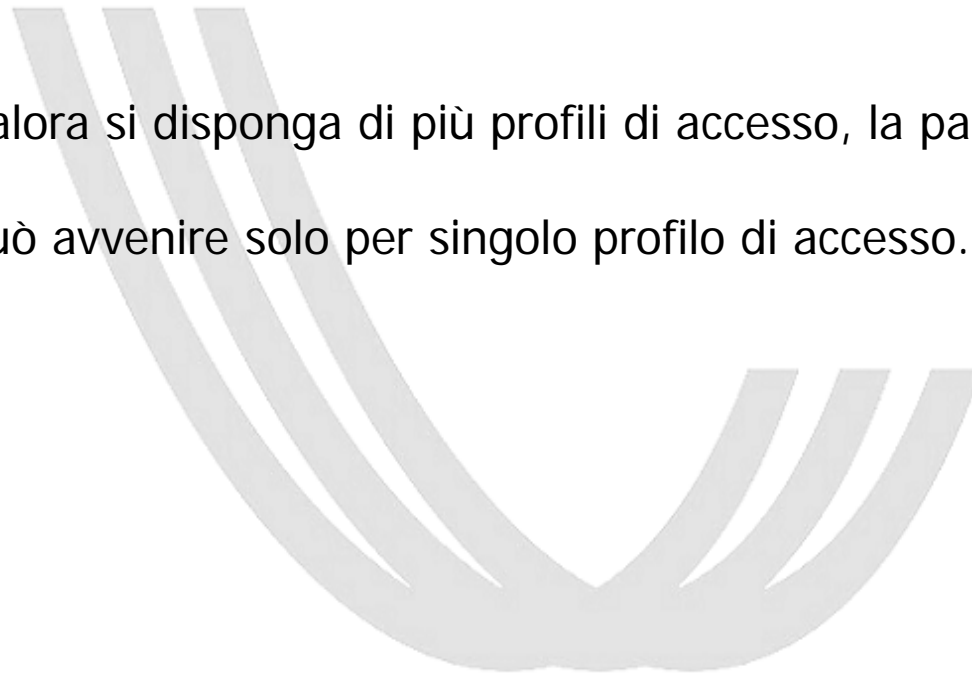 alora si disponga di più profili di accesso, la pa
uò avvenire solo per singolo profilo di accesso.